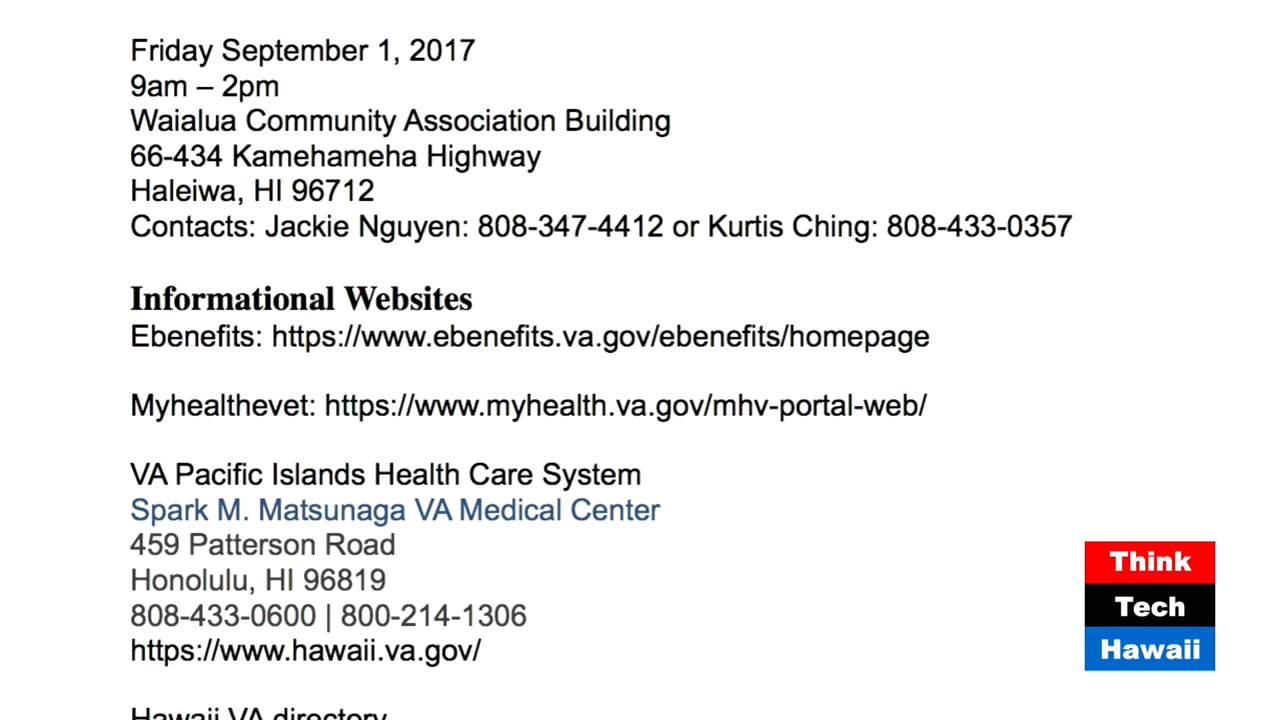 Friday September 1, 2017
9am – 2pm
Waialua Community Association Building
66-434 Kamehameha Highway
Haleiwa, HI 96712
Contacts: Jackie Nguyen: 808-347-4412 or Kurtis Ching: 808-433-0357
Informational Websites
Ebenefits: https://www.ebenefits.va.gov/ebenefits/homepage
Myhealthevet: https://www.myhealth.va.gov/mhv-portal-web/
VA Pacific Islands Health Care System
Spark M. Matsunaga VA Medical Center
459 Patterson Road
Honolulu, HI 96819
808-433-0600 | 800-214-1306
https://www.hawaii.va.gov/
Hawaii VA directory
Think
Tech
Hawaii